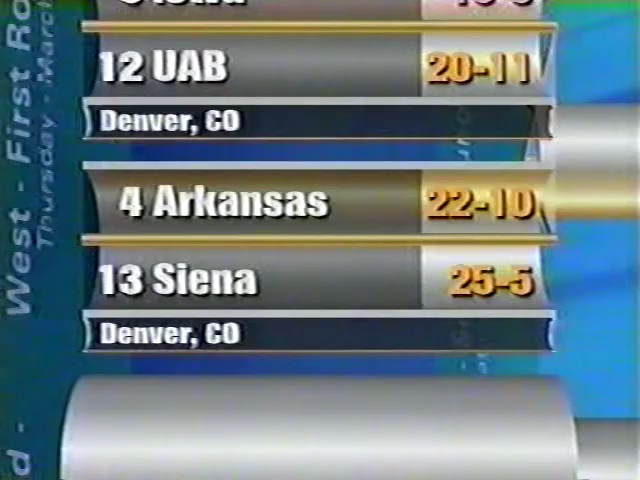 12 UAB 20-11
Denver, CO
4 Arkansas 22-10
13 Siena 25-5
Denver, CO
West - First
Thursday - March